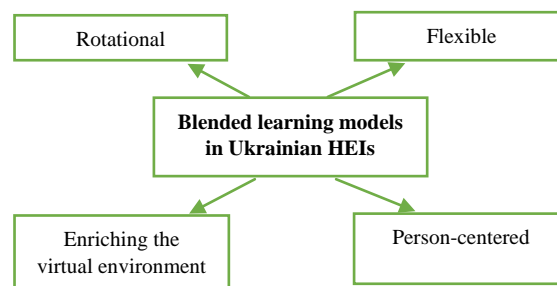 Rotational
Flexible
Blended learning models
in Ukrainian HEIs
Enriching the
virtual environment
Person-centered